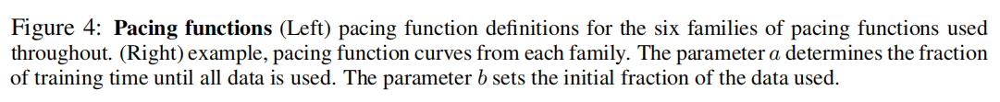 Figure 4: Pacing functions (Left) pacing function definitions for the six families of pacing functions used
throughout. (Right) example, pacing function curves from each family. The parameter a determines the fraction
of training time until all data is used. The parameter b sets the initial fraction of the data used.